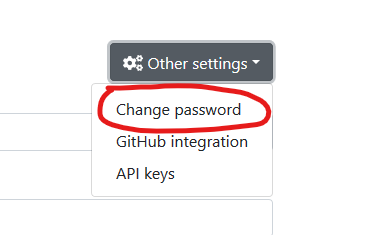 Other settings
Change password
GitHub integration
API keys